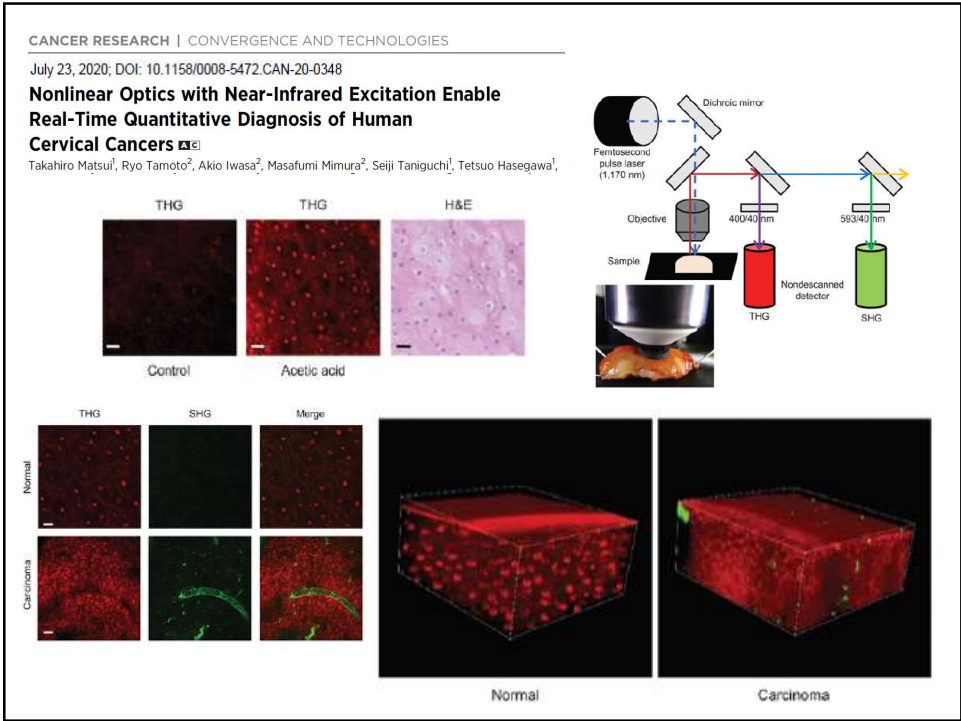 CANCER RESEARCH | CONVERGENCE AND TECHNOLOGIES
July 23, 2020; DOI: 10.1158/0008-5472.CAN-20-0348
Nonlinear Optics with Near-Infrared Excitation Enable
Real-Time Quantitative Diagnosis of Human
Cervical Cancers AC
Takahiro Matsui1, Ryo Tamoto2, Akio Iwasa2, Masafumi Mimura2, Seiji Taniguchi1, Tetsuo Hasegawa1,
Dichroic mirror
Femtosecond
pulse laser
(1,170 nm)
Objective
400/40 nm
593/40 nm
Sample
Nondescanned
detector
THG
SHG
THG
THG
H&E
Control
Acetic acid
THG
SHG
Merge
Normal
Carcinoma
Normal
Carcinoma